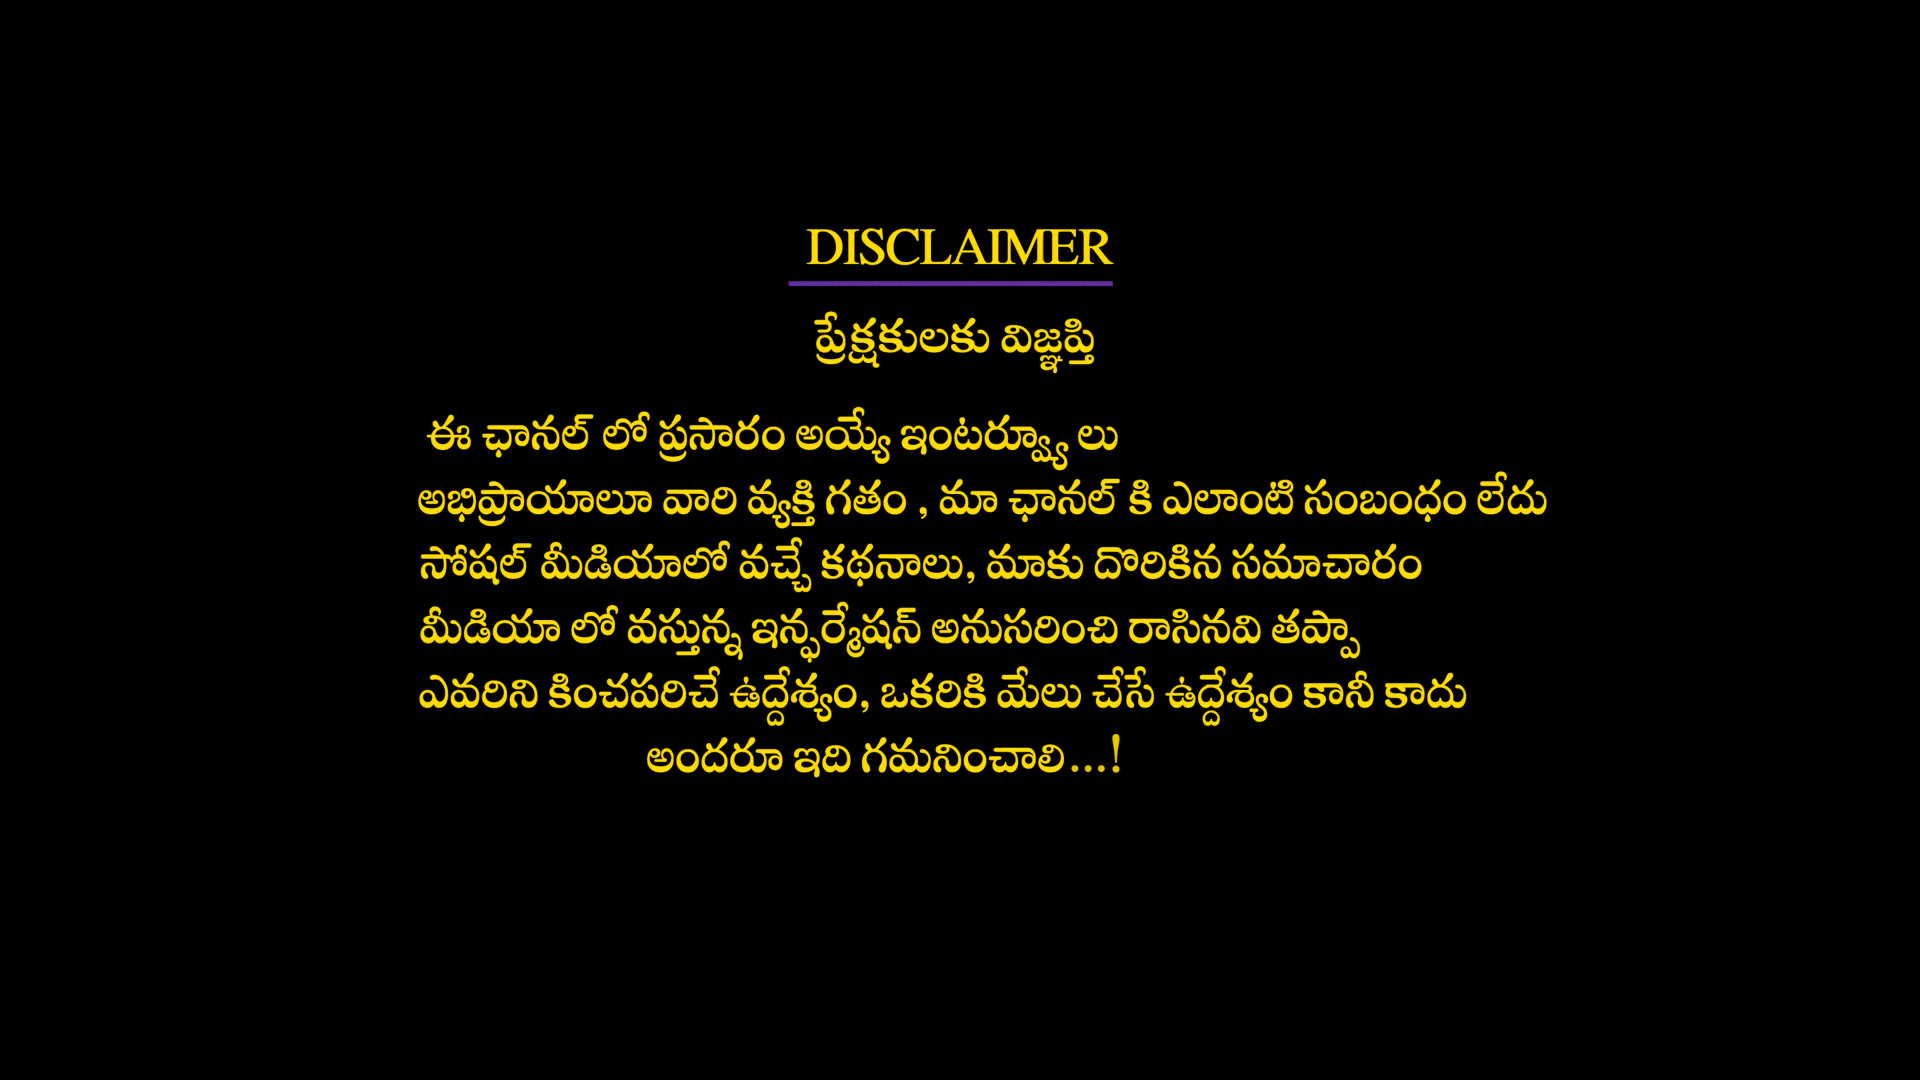 DISCLAIMER
ప్రేక్షకులకు విజ్ఞప్తి
ఈ ఛానల్ లో ప్రసారం అయ్యే ఇంటర్వ్యూ లు
అభిప్రాయాలూ వారి వ్యక్తి గతం , మా ఛానల్ కి ఎలాంటి సంబంధం లేదు
సోషల్ మీడియాలో వచ్చే కథనాలు, మాకు దొరికిన సమాచారం
మీడియా లో వస్తున్న ఇన్ఫర్మేషన్ అనుసరించి రాసినవి తప్పా
ఎవరిని కించపరిచే ఉద్దేశ్యం, ఒకరికి మేలు చేసే ఉద్దేశ్యం కానీ కాదు
అందరూ ఇది గమనించాలి...!